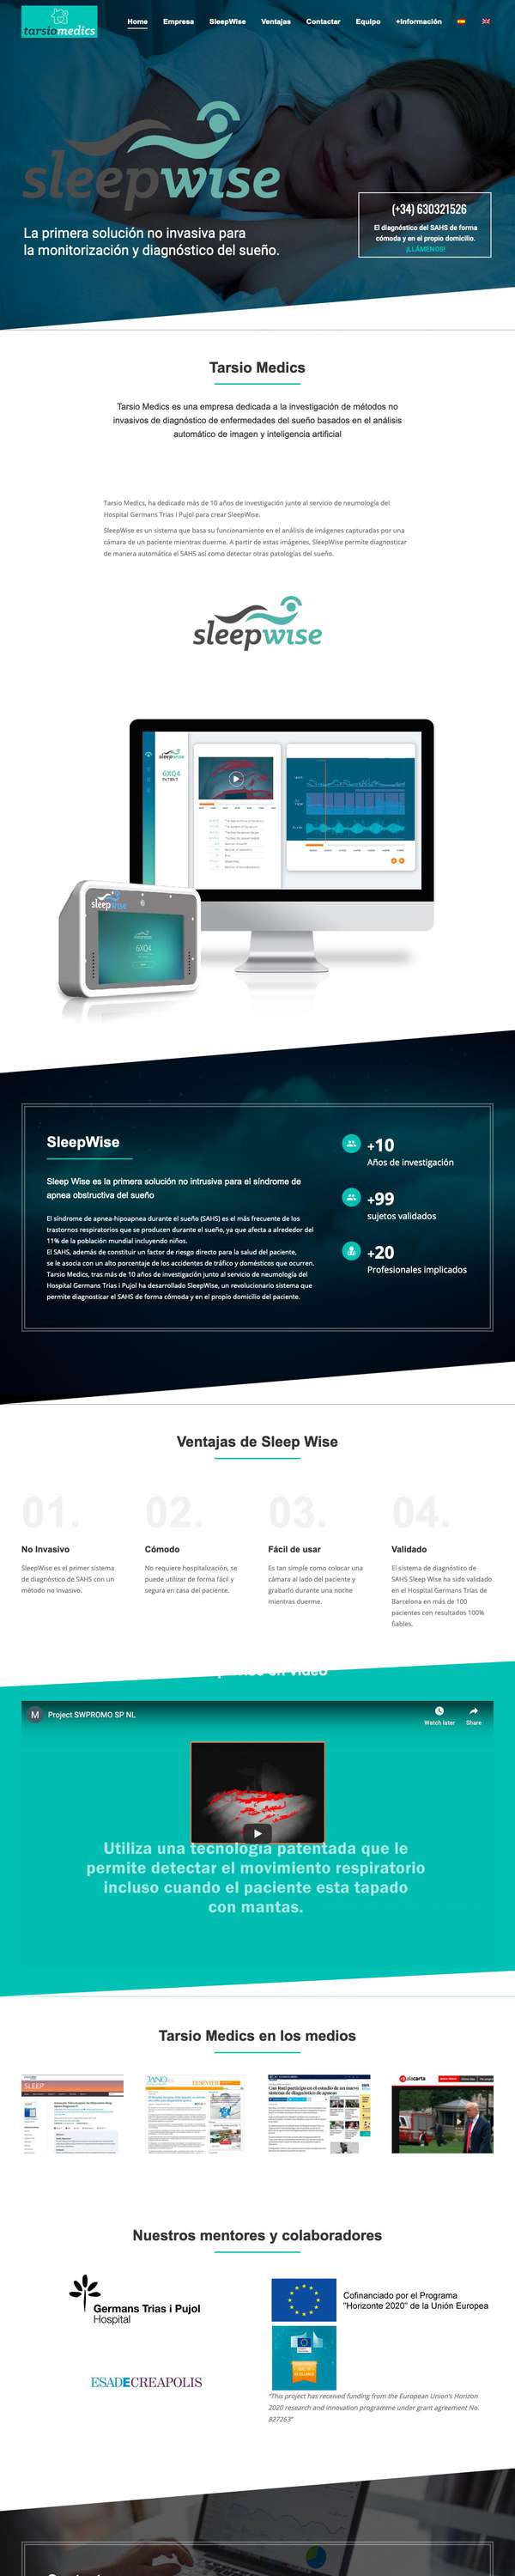 tarsiomedics
Home Empresa SleepWise Ventajas Contactar Equipo +Información
sleepwise
La primera solución no invasiva para
la monitorización y diagnóstico del sueño.
(+34) 630321526
El diagnóstico del SAHS de forma
cómoda y en el propio domicilio.
¡LLÁMENOS!
Tarsio Medics
Tarsio Medics es una empresa dedicada a la investigación de métodos no
invasivos de diagnóstico de enfermedades del sueño basados en el análisis
automático de imagen y inteligencia artificial
Tarsio Medics, ha dedicado más de 10 años de investigación junto al servicio de neumología del
Hospital Germans Trias i Pujol para crear SleepWise.
SleepWise es un sistema que basa su funcionamiento en el análisis de imágenes capturadas por una
cámara de un paciente mientras duerme. A partir de estas imágenes, SleepWise permite diagnosticar
de manera automática el SAHS así como detectar otras patologías del sueño.
sleepwise
sleepwise
6XQ4
PATIENT
sleepwise
6XQ4
SleepWise
Sleep Wise es la primera solución no intrusiva para el síndrome de
apnea obstructiva del sueño
El síndrome de apnea-hipoapnea durante el sueño (SAHS) es el más frecuente de los
trastornos respiratorios que se producen durante el sueño, ya que afecta a alrededor del
11% de la población mundial incluyendo niños.
El SAHS, además de constituir un factor de riesgo directo para la salud del paciente,
se le asocia con un alto porcentaje de los accidentes de tráfico y domésticos que ocurren.
Tarsio Medics, tras más de 10 años de investigación junto al servicio de neumología del
Hospital Germans Trias i Pujol ha desarrollado SleepWise, un revolucionario sistema que
permite diagnosticar el SAHS de forma cómoda y en el propio domicilio del paciente.
+10
Años de investigación
+99
sujetos validados
+20
Profesionales implicados
Ventajas de Sleep Wise
01.
No Invasivo
SleepWise es el primer sistema
de diagnóstico de SAHS con un
método no invasivo.
02.
Cómodo
No requiere hospitalización, se
puede utilizar de forma fácil y
segura en casa del paciente.
03.
Fácil de usar
Es tan simple como colocar una
cámara al lado del paciente y
grabarlo durante una noche
mientras duerme.
04.
Validado
El sistema de diagnóstico de
SAHS Sleep Wise ha sido validado
en el Hospital Germans Trias de
Barcelona en más de 100
pacientes con resultados 100%
fiables.
M Project SWPROMO SP NL
Watch later Share
Utiliza una tecnología patentada que le
permite detectar el movimiento respiratorio
incluso cuando el paciente esta tapado
con mantas.
Tarsio Medics en los medios
SLEEP
JANO.es ELSEVIER
Can Ruti participa en el estudio de un nuevo
sistema de diagnóstico de apneas
alacarta
Nuestros mentores y colaboradores
Germans Trias i Pujol
Hospital
Cofinanciado por el Programa
"Horizonte 2020" de la Unión Europea
ESADECREAPOLIS
"This project has received funding from the European Union's Horizon
2020 research and innovation programme under grant agreement No.
827263"